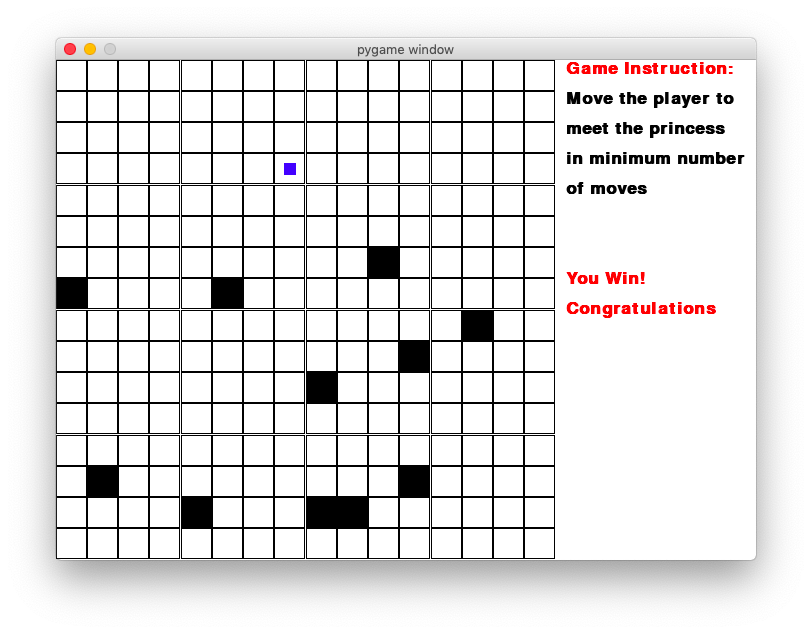 pygame window
Game Instruction:
Move the player to
meet the princess
in minimum number
of moves
You Win!
Congratulations